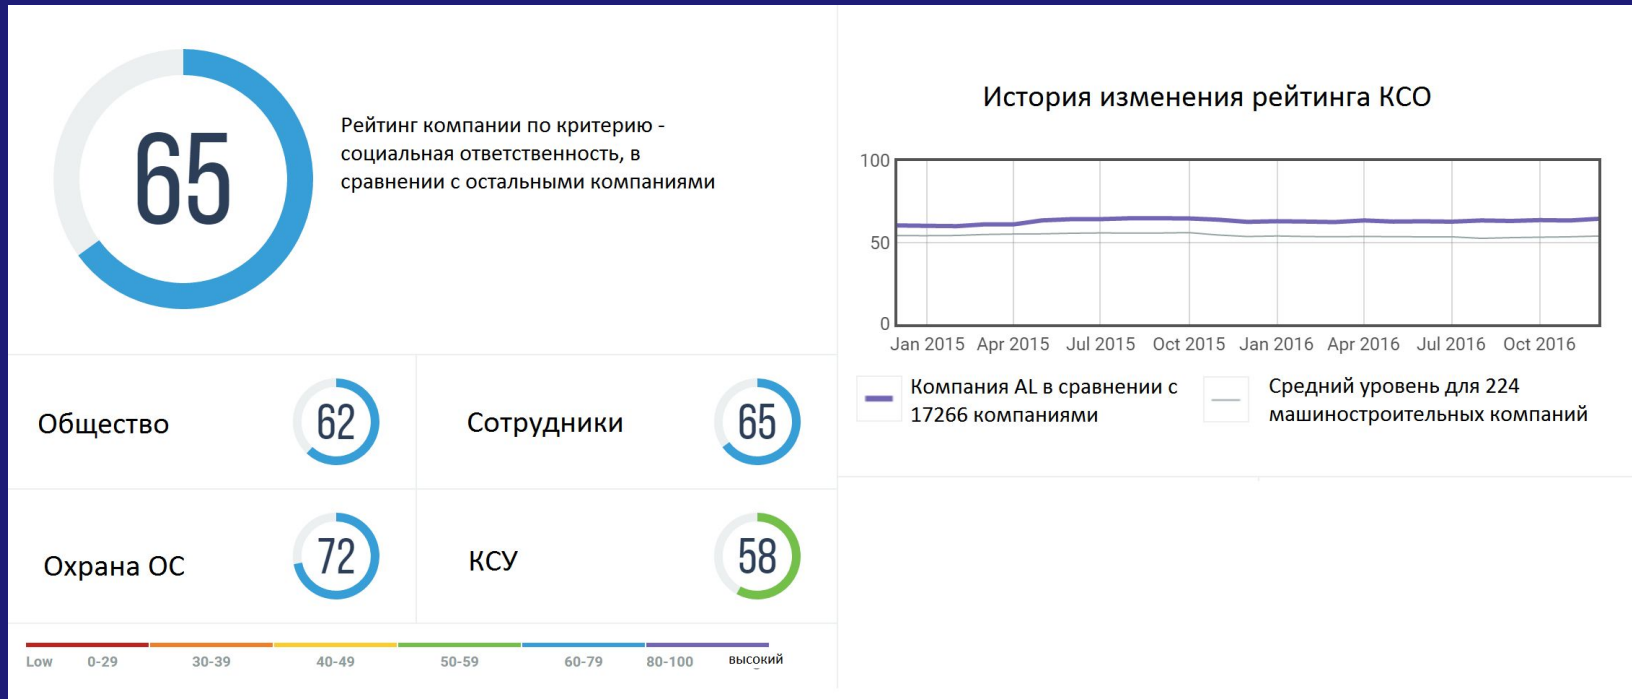 65
Рейтинг компании по критерию -
социальная ответственность, в
сравнении с остальными компаниями
Общество
62
Сотрудники
65
Охрана ОС
72
КСУ
58
Low 0-29 30-39 40-49 50-59 60-79 80-100 высокий
История изменения рейтинга КСО
100
50
0
Jan 2015 Apr 2015 Jul 2015 Oct 2015 Jan 2016 Apr 2016 Jul 2016 Oct 2016
Компания AL в сравнении с
17266 компаниями
Средний уровень для 224
машиностроительных компаний